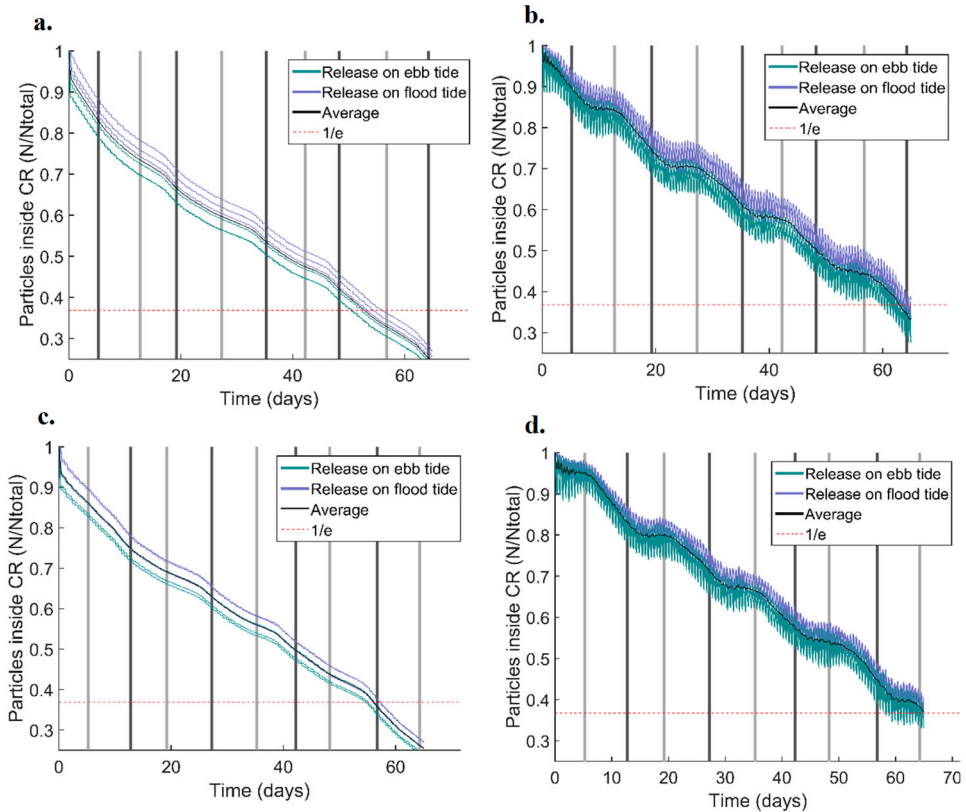 a.
Particles inside CR (N/Ntotal)
1
0.9
0.8
0.7
0.6
0.5
0.4
0.3
Release on ebb tide
Release on flood tide
Average
1/e
0 20 40 60
Time (days)
b.
Particles inside CR (N/Ntotal)
1
0.9
0.8
0.7
0.6
0.5
0.4
0.3
Release on ebb tide
Release on flood tide
Average
1/e
0 20 40 60
Time (days)
c.
Particles inside CR (N/Ntotal)
1
0.9
0.8
0.7
0.6
0.5
0.4
0.3
Release on ebb tide
Release on flood tide
Average
1/e
0 20 40 60
Time (days)
d.
Particles inside CR (N/Ntotal)
1
0.9
0.8
0.7
0.6
0.5
0.4
0.3
Release on ebb tide
Release on flood tide
Average
1/e
0 10 20 30 40 50 60 70
Time (days)